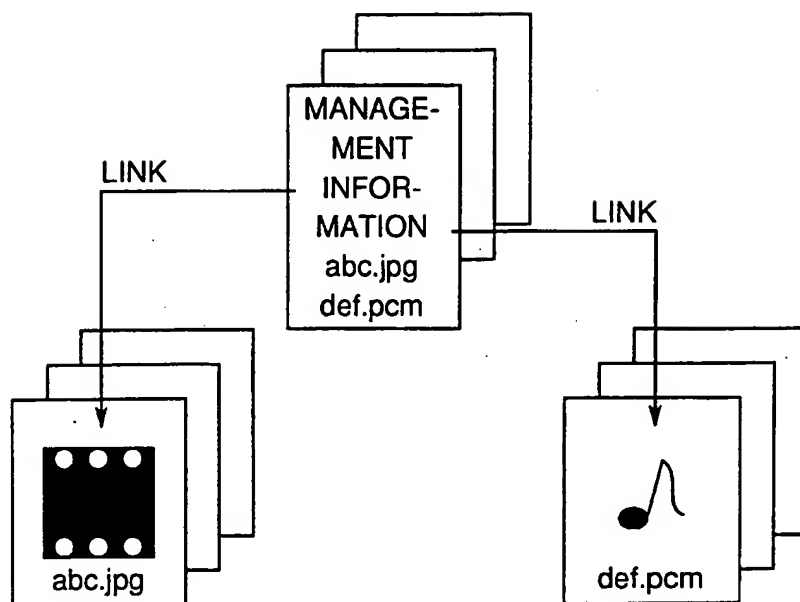 MANAGE-
MENT
INFOR-
MATION
abc.jpg
def.pcm
LINK
LINK
abc.jpg
def.pcm